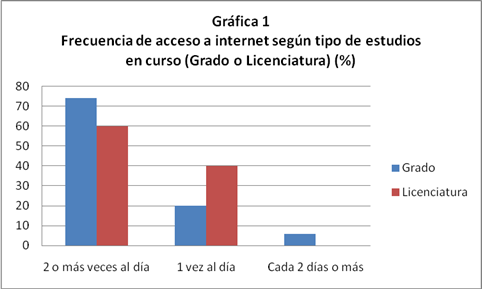 Gráfica 1
Frecuencia de acceso a internet según tipo de estudios
en curso (Grado o Licenciatura) (%)
80
70
60
50
40
30
20
10
0
2 o más veces al día
1 vez al día
Cada 2 días o más
Grado
Licenciatura